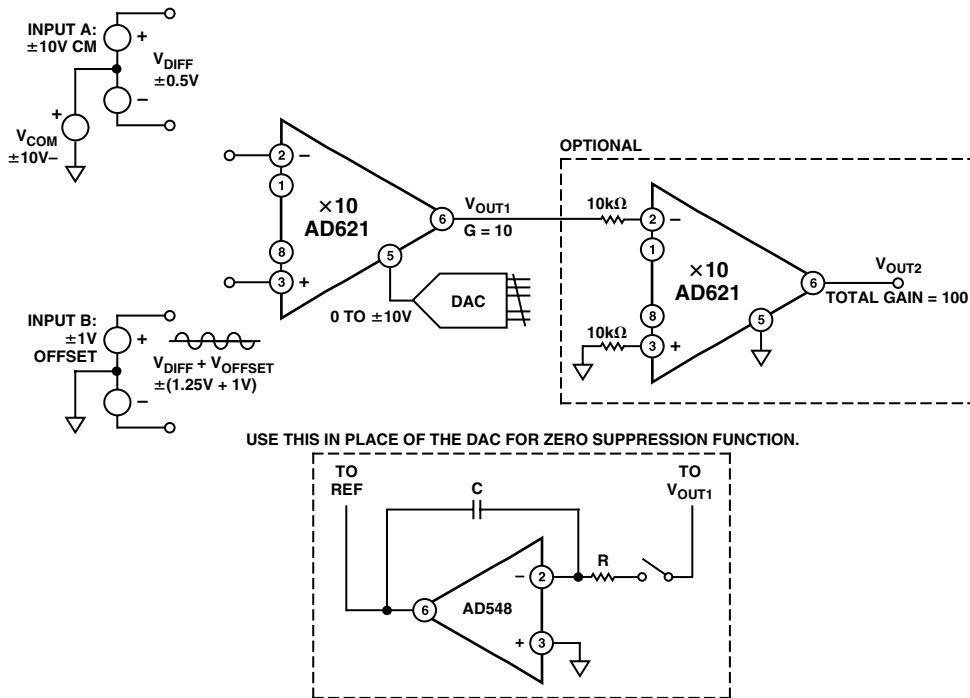 INPUT A:
±10V CM
+
V_DIFF
±0.5V
−
+
V_COM
±10V−
2 −
1
×10
AD621
8
3 +
6
5
V_OUT1
G = 10
DAC
0 TO ±10V
OPTIONAL
10kΩ
2 −
1
×10
AD621
8
10kΩ
3 +
6
5
V_OUT2
TOTAL GAIN = 100
INPUT B:
±1V
OFFSET
+
−
V_DIFF + V_OFFSET
±(1.25V + 1V)
USE THIS IN PLACE OF THE DAC FOR ZERO SUPPRESSION FUNCTION.
TO
REF
C
TO
V_OUT1
R
− 2
6
AD548
+ 3